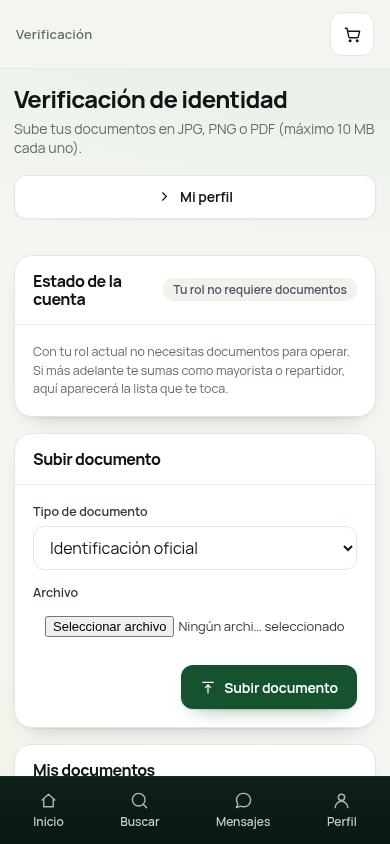 Verificación
Verificación de identidad
Sube tus documentos en JPG, PNG o PDF (máximo 10 MB
cada uno).
Mi perfil
Estado de la
cuenta
Tu rol no requiere documentos
Con tu rol actual no necesitas documentos para operar.
Si más adelante te sumas como mayorista o repartidor,
aquí aparecerá la lista que te toca.
Subir documento
Tipo de documento
Identificación oficial
Archivo
Seleccionar archivo Ningún archi... seleccionado
Subir documento
Mis documentos
Inicio Buscar Mensajes Perfil